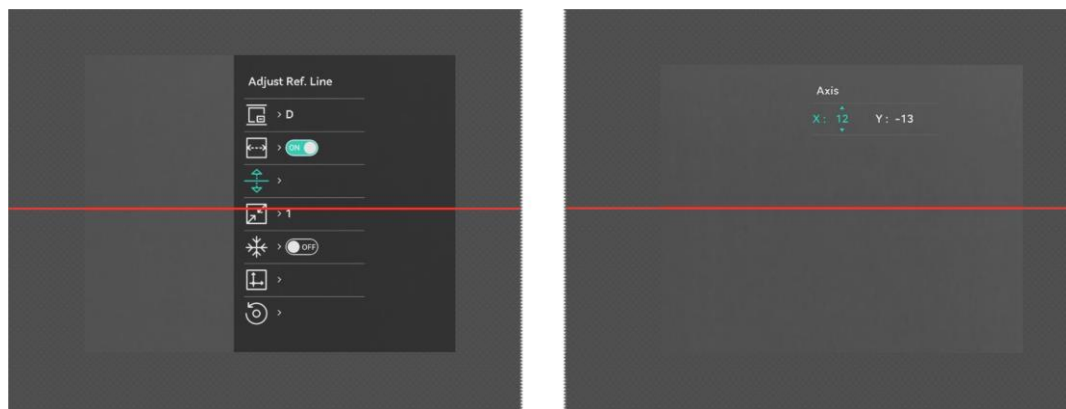 Adjust Ref. Line
› D
› ON
›
› 1
› OFF
›
›
Axis
X : 12 Y : -13